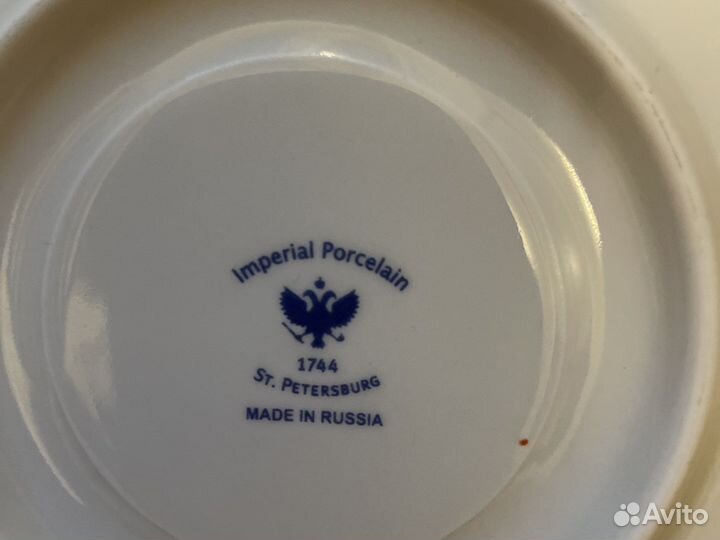 Imperial Porcelain
1744
St. Petersburg
MADE IN RUSSIA
Avito